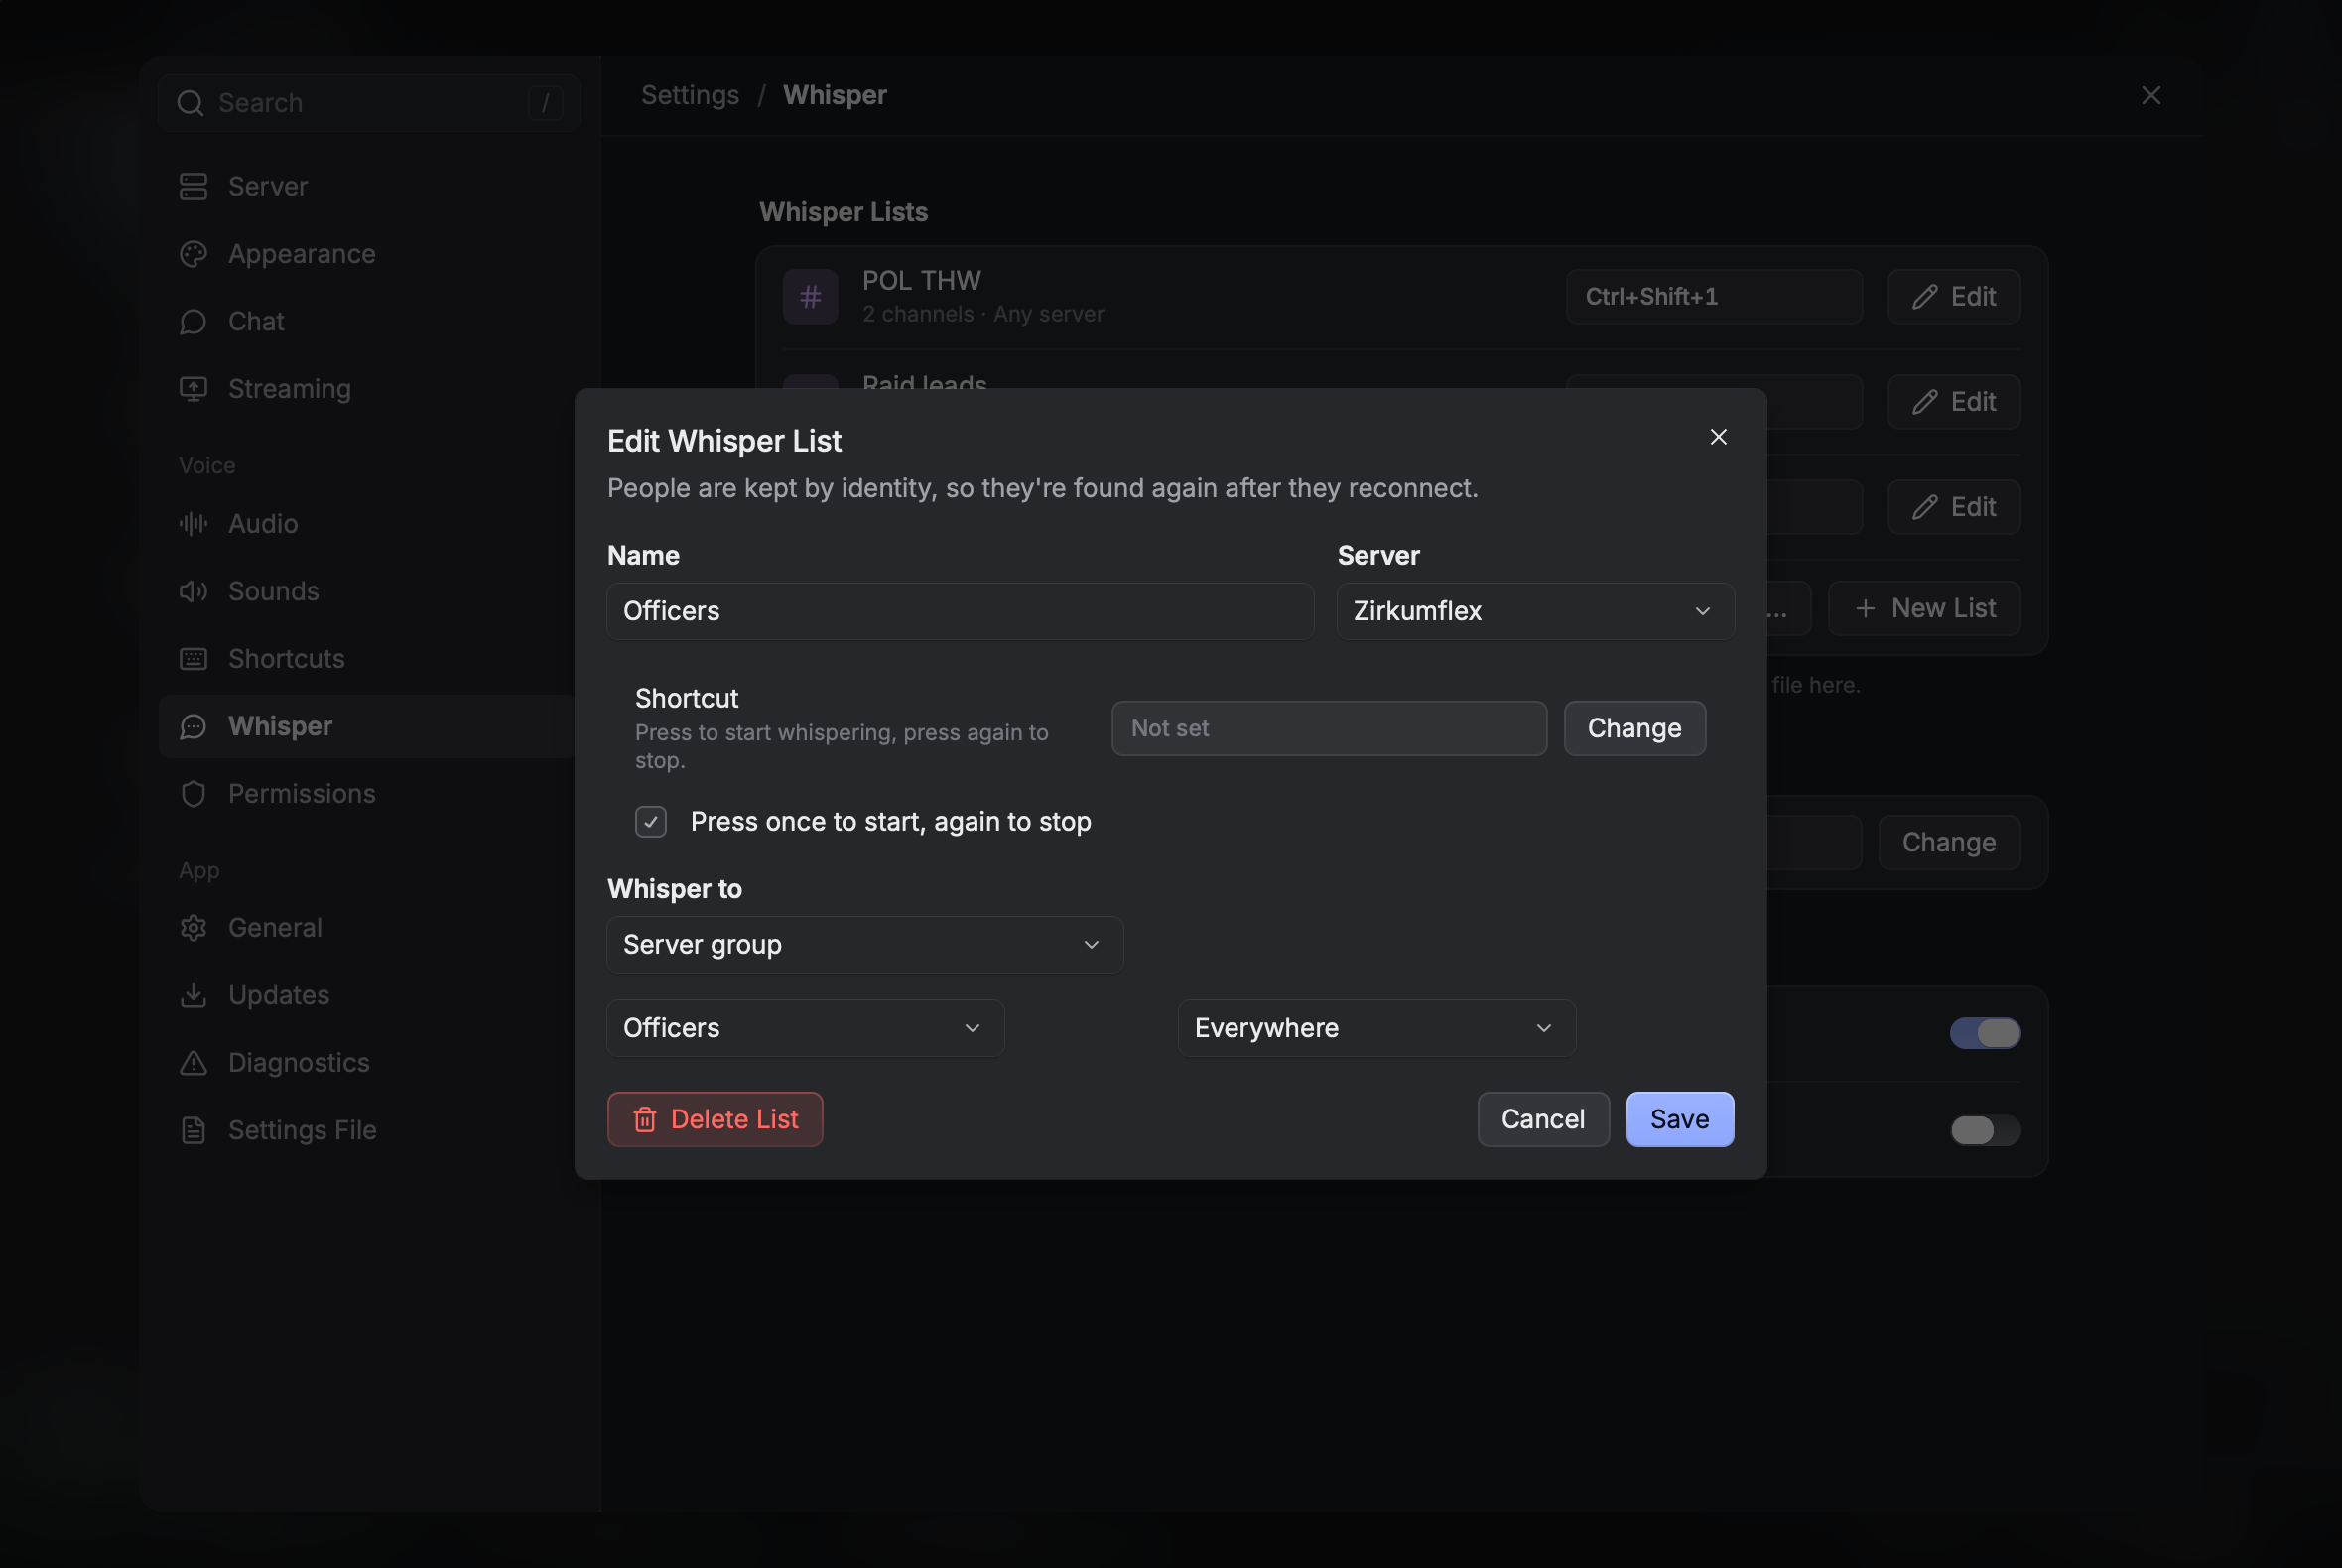 Search
/
Settings / Whisper
Server
Appearance
Chat
Streaming
Voice
Audio
Sounds
Shortcuts
Whisper
Permissions
App
General
Updates
Diagnostics
Settings File
Whisper Lists
POL THW
2 channels · Any server
Ctrl+Shift+1
Edit
Raid leads
Edit
Edit
...
New List
file here.
Change
Edit Whisper List
People are kept by identity, so they're found again after they reconnect.
Name
Server
Officers
Zirkumflex
Shortcut
Press to start whispering, press again to
stop.
Not set
Change
Press once to start, again to stop
Whisper to
Server group
Officers
Everywhere
Delete List
Cancel
Save